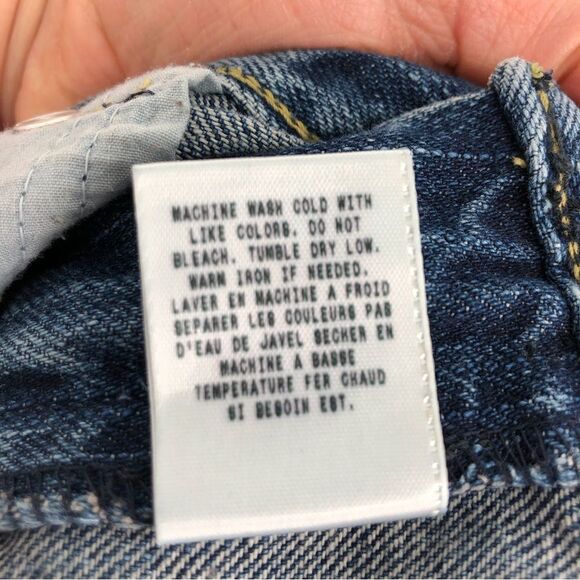 MACHINE WASH COLD WITH
LIKE COLORS. DO NOT
BLEACH. TUMBLE DRY LOW.
WARM IRON IF NEEDED.
LAVER EN MACHINE A FROID
SEPARER LES COULEURS PAS
D'EAU DE JAVEL SECHER EN
MACHINE A BASSE
TEMPERATURE FER CHAUD
SI BESOIN EST.